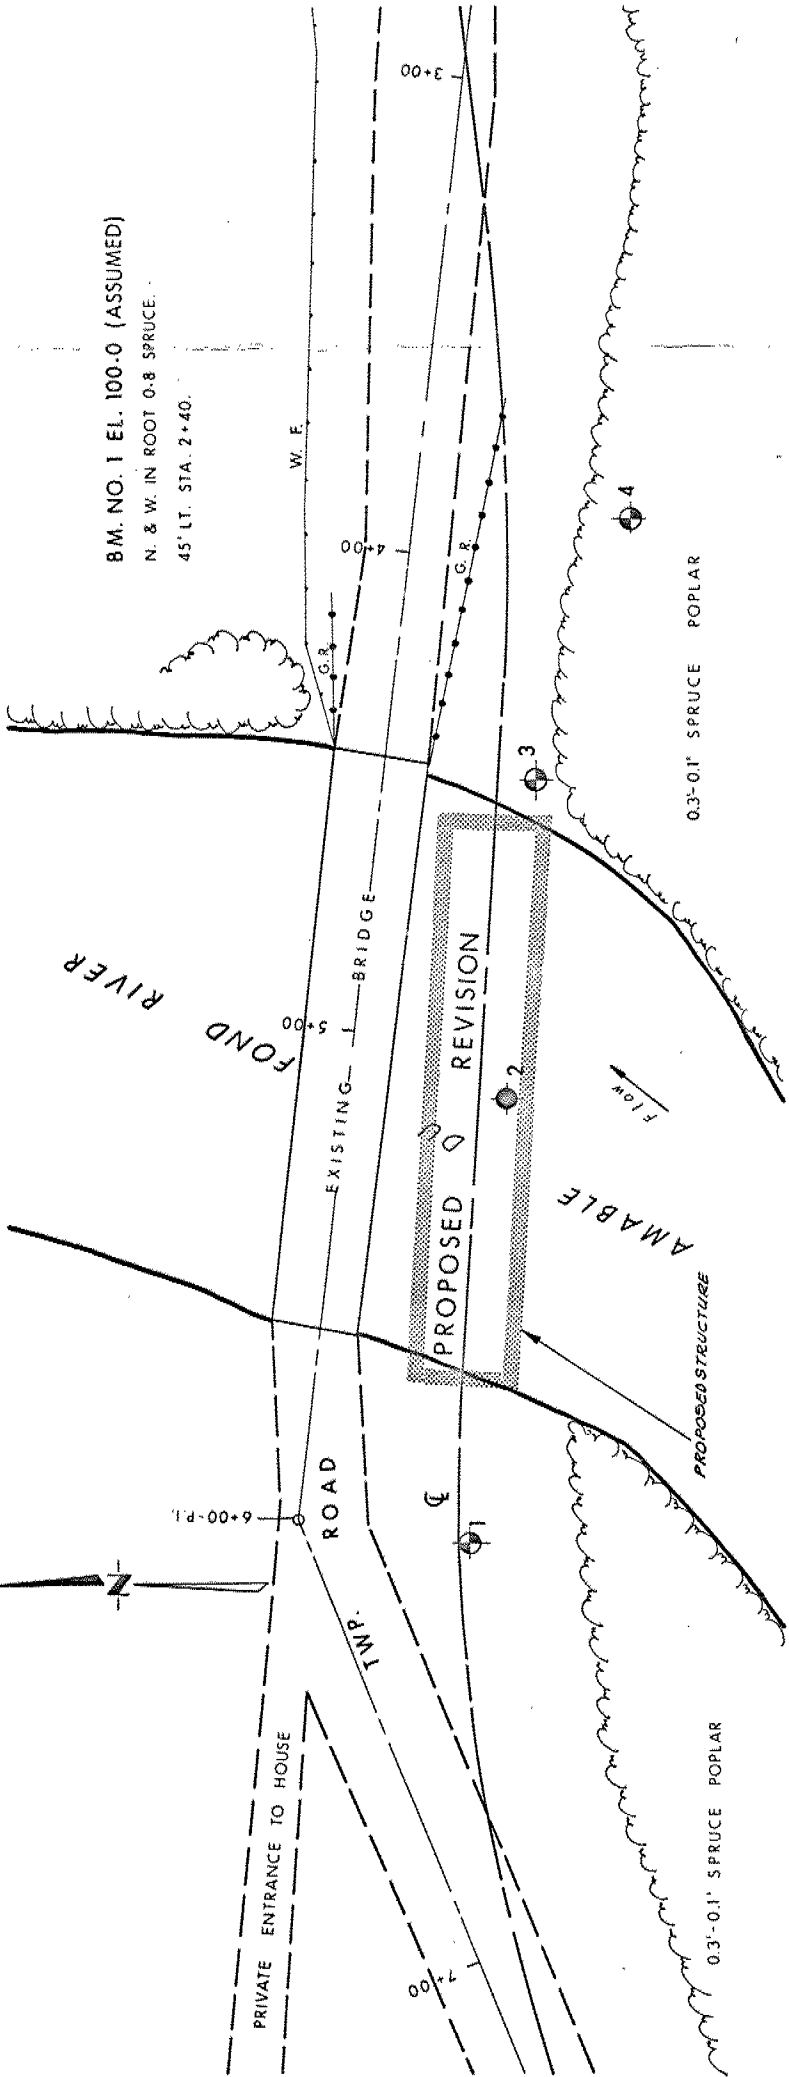 BM. NO. 1 EL. 100·0 (ASSUMED)
N. & W. IN ROOT 0·8 SPRUCE.
45' LT. STA. 2+40.
3+00
W. F.
4+00
G. R.
G. R.
4
0.3'-0.1' SPRUCE POPLAR
3
FOND RIVER
5+00
EXISTING BRIDGE
PROPOSED REVISION
2
Flow
AMABLE
PROPOSED STRUCTURE
6+00-P.I.
ROAD
℄
1
N
TWP.
PRIVATE ENTRANCE TO HOUSE
7+00
0.3'-0.1' SPRUCE POPLAR